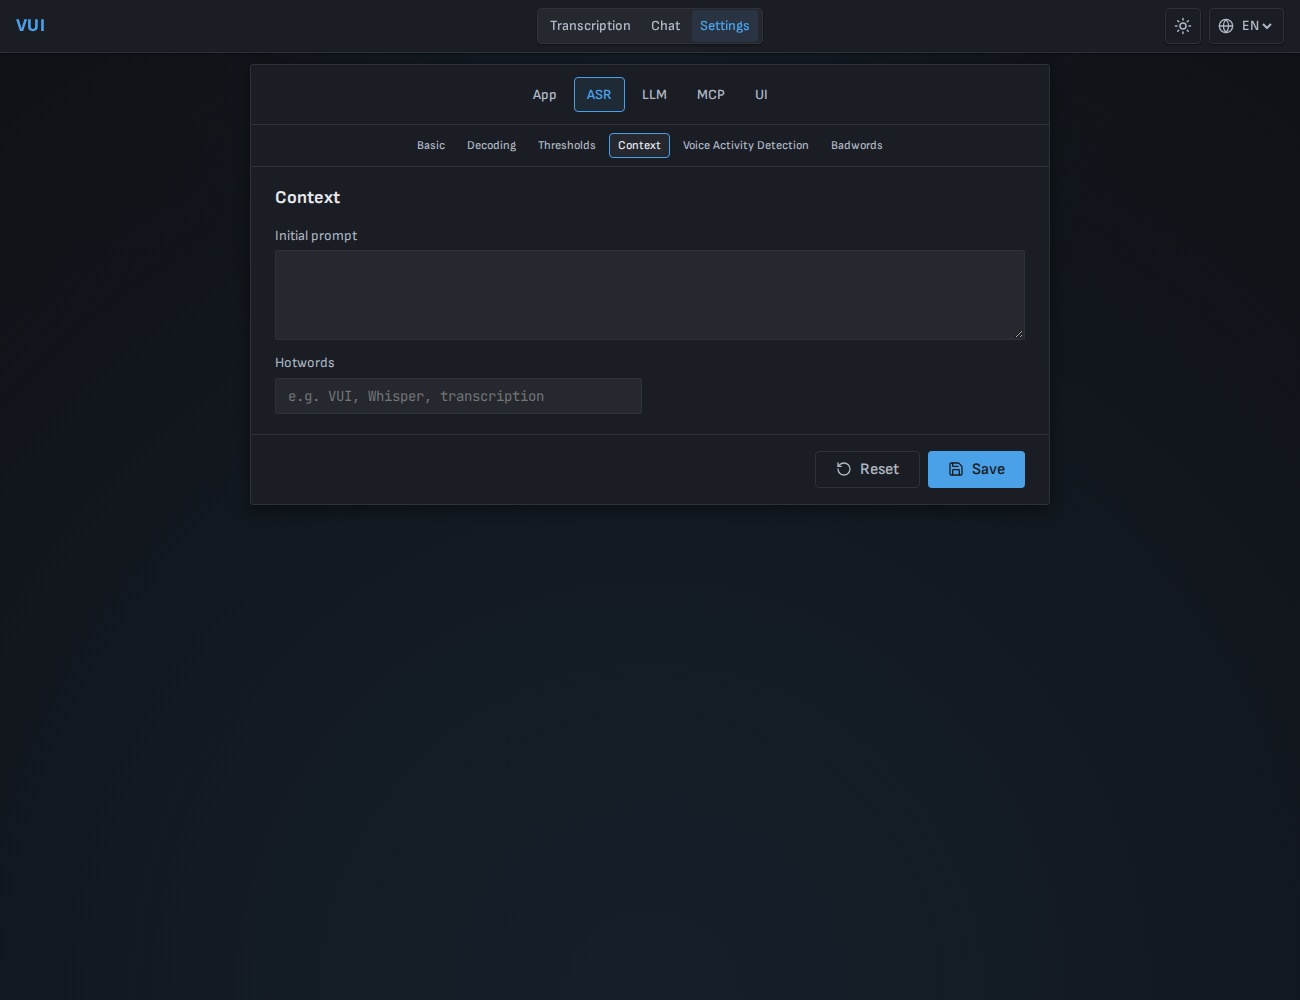 VUI
Transcription Chat Settings
EN
App ASR LLM MCP UI
Basic Decoding Thresholds Context Voice Activity Detection Badwords
Context
Initial prompt
Hotwords
e.g. VUI, Whisper, transcription
Reset Save